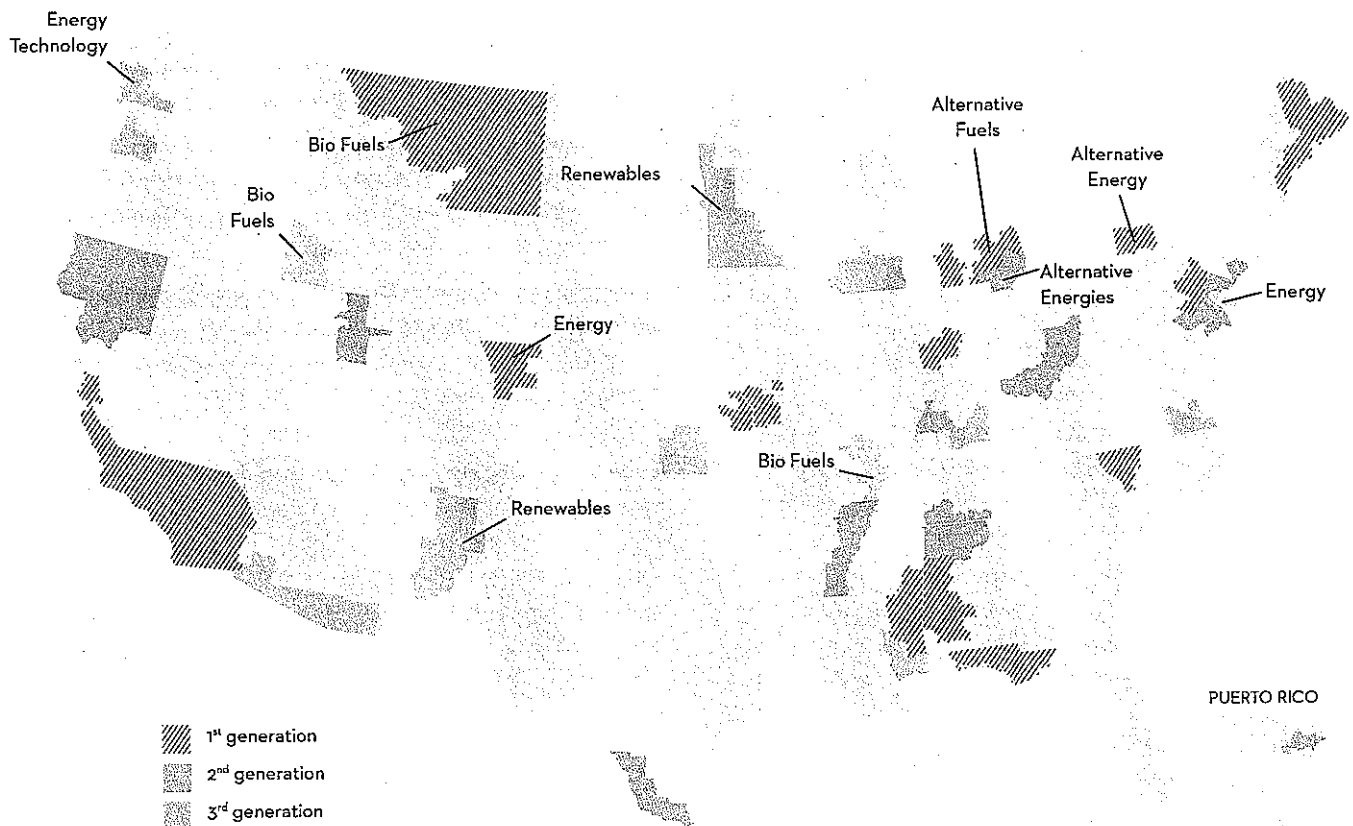 Energy
Technology
Bio Fuels
Bio
Fuels
Renewables
Alternative
Fuels
Alternative
Energy
Alternative
Energies
Energy
Energy
Bio Fuels
Renewables
PUERTO RICO
1st generation
2nd generation
3rd generation